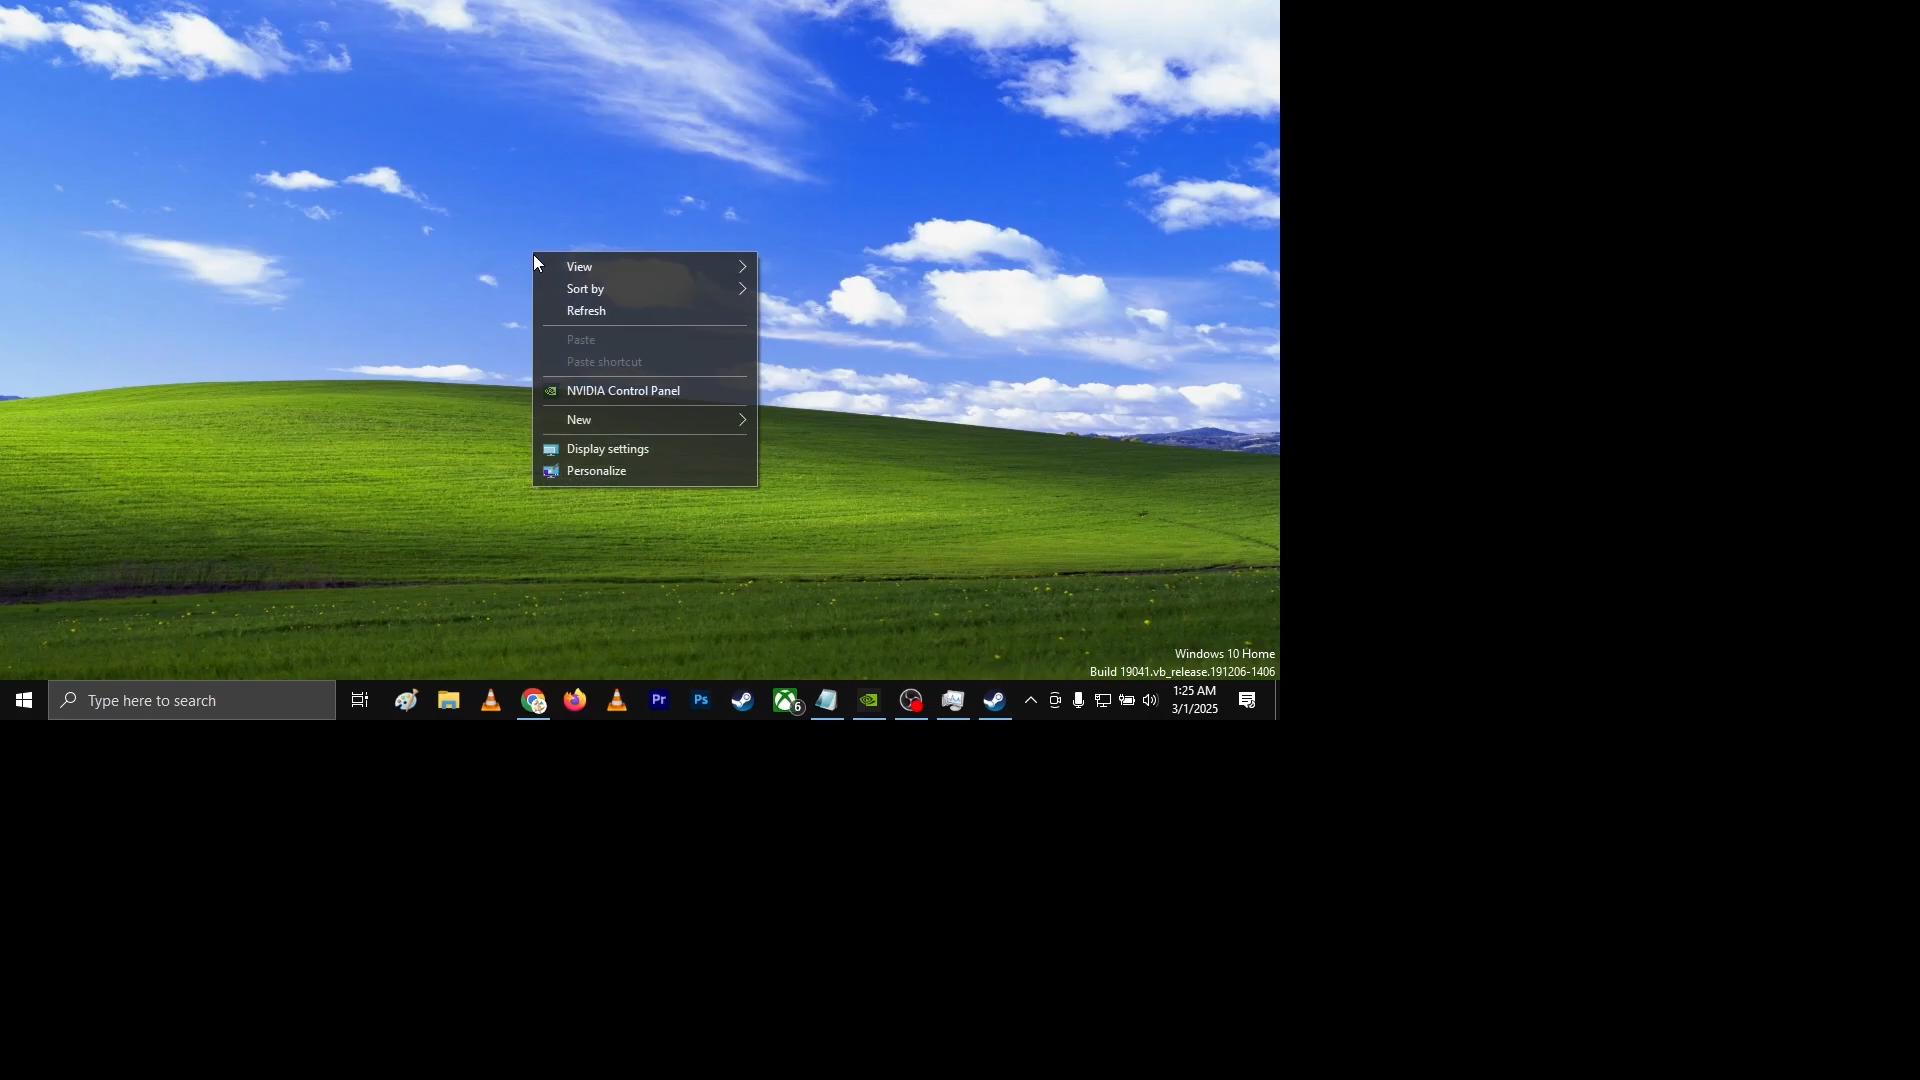 View
Sort by
Refresh
Paste
Paste shortcut
NVIDIA Control Panel
New
Display settings
Personalize
Windows 10 Home
Build 19041.vb_release.191206-1406
Type here to search
Pr
Ps
6
1:25 AM
3/1/2025